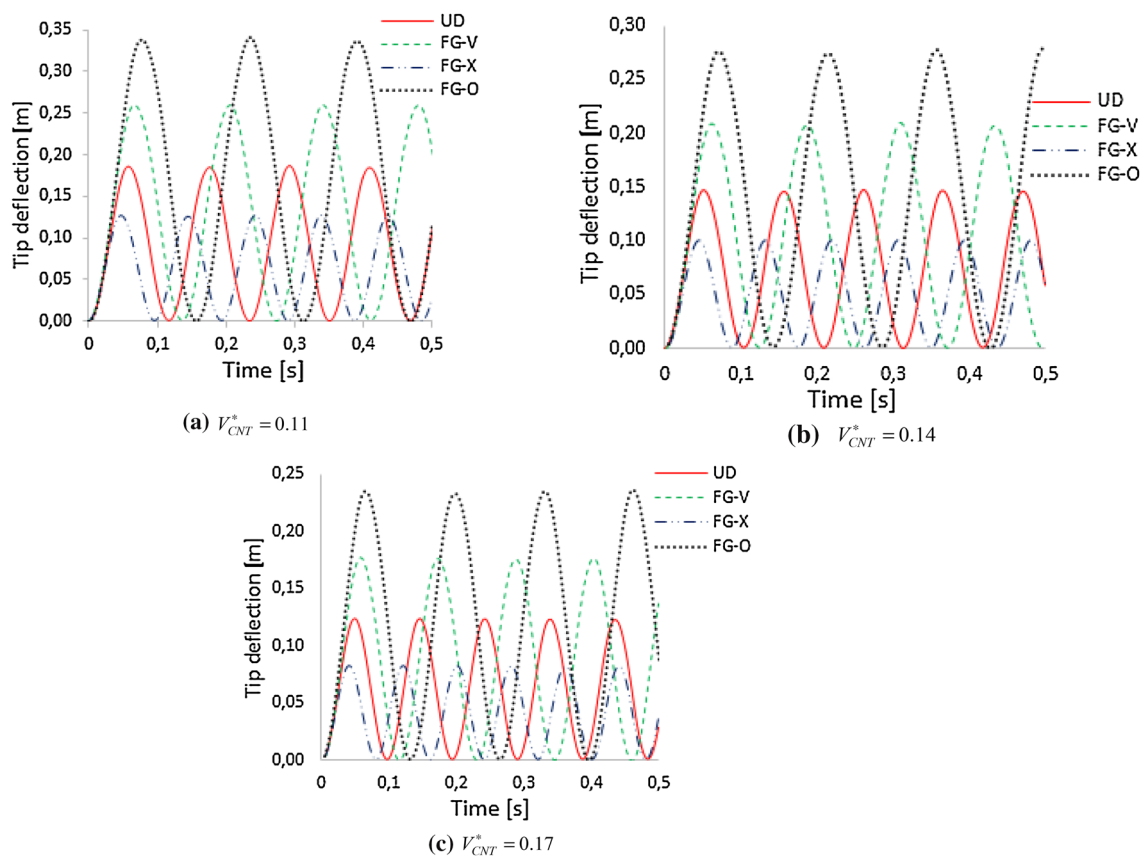 0,35
0,30
0,25
0,20
0,15
0,10
0,05
0,00
Tip deflection [m]
0 0,1 0,2 0,3 0,4 0,5
Time [s]
UD
FG-V
FG-X
FG-O
(a) V*CNT = 0.11
0,30
0,25
0,20
0,15
0,10
0,05
0,00
Tip deflection [m]
0 0,1 0,2 0,3 0,4 0,5
Time [s]
UD
FG-V
FG-X
FG-O
(b) V*CNT = 0.14
0,25
0,20
0,15
0,10
0,05
0,00
Tip deflection [m]
0 0,1 0,2 0,3 0,4 0,5
Time [s]
UD
FG-V
FG-X
FG-O
(c) V*CNT = 0.17